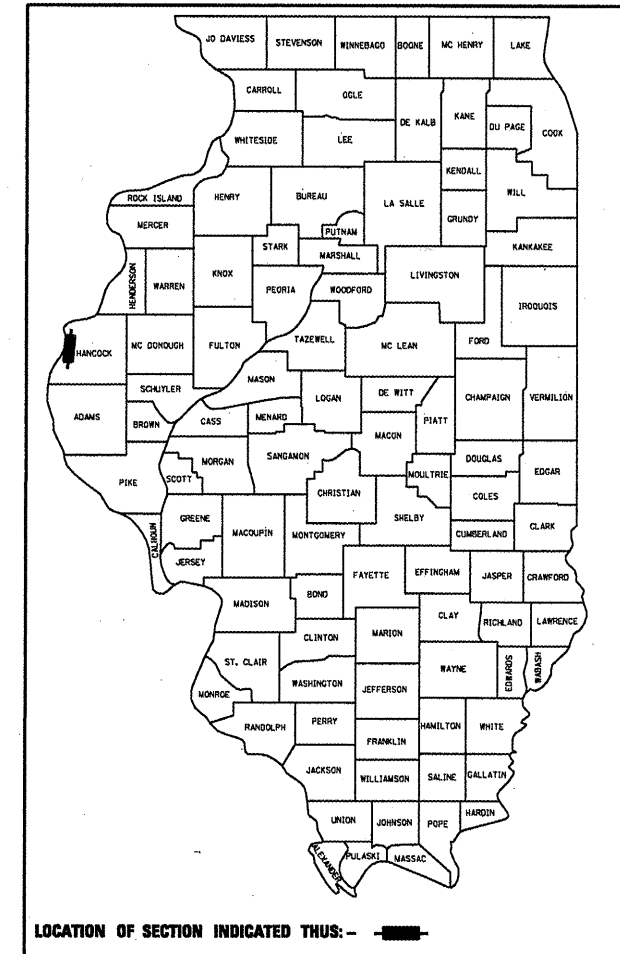 JO DAVIESS STEVENSON WINNEBAGO BOONE MC HENRY LAKE
CARROLL OGLE DE KALB KANE DU PAGE COOK
WHITESIDE LEE
KENDALL
ROCK ISLAND HENRY BUREAU LA SALLE WILL
MERCER GRUNDY
PUTNAM
STARK MARSHALL KANKAKEE
HENDERSON WARREN KNOX PEORIA WOODFORD LIVINGSTON IROQUOIS
HANCOCK MC DONOUGH FULTON TAZEWELL MC LEAN FORD
SCHUYLER MASON
ADAMS BROWN CASS MENARD LOGAN DE WITT PIATT CHAMPAIGN VERMILION
MACON
PIKE SCOTT MORGAN SANGAMON MOULTRIE DOUGLAS EDGAR
CHRISTIAN COLES
CALHOUN GREENE MACOUPIN MONTGOMERY SHELBY CUMBERLAND CLARK
JERSEY
FAYETTE EFFINGHAM JASPER CRAWFORD
MADISON BOND
CLAY RICHLAND LAWRENCE
CLINTON MARION
ST. CLAIR WAYNE EDWARDS WABASH
WASHINGTON JEFFERSON
MONROE
RANDOLPH PERRY HAMILTON WHITE
FRANKLIN
JACKSON WILLIAMSON SALINE GALLATIN
UNION JOHNSON POPE HARDIN
ALEXANDER PULASKI MASSAC
LOCATION OF SECTION INDICATED THUS: -